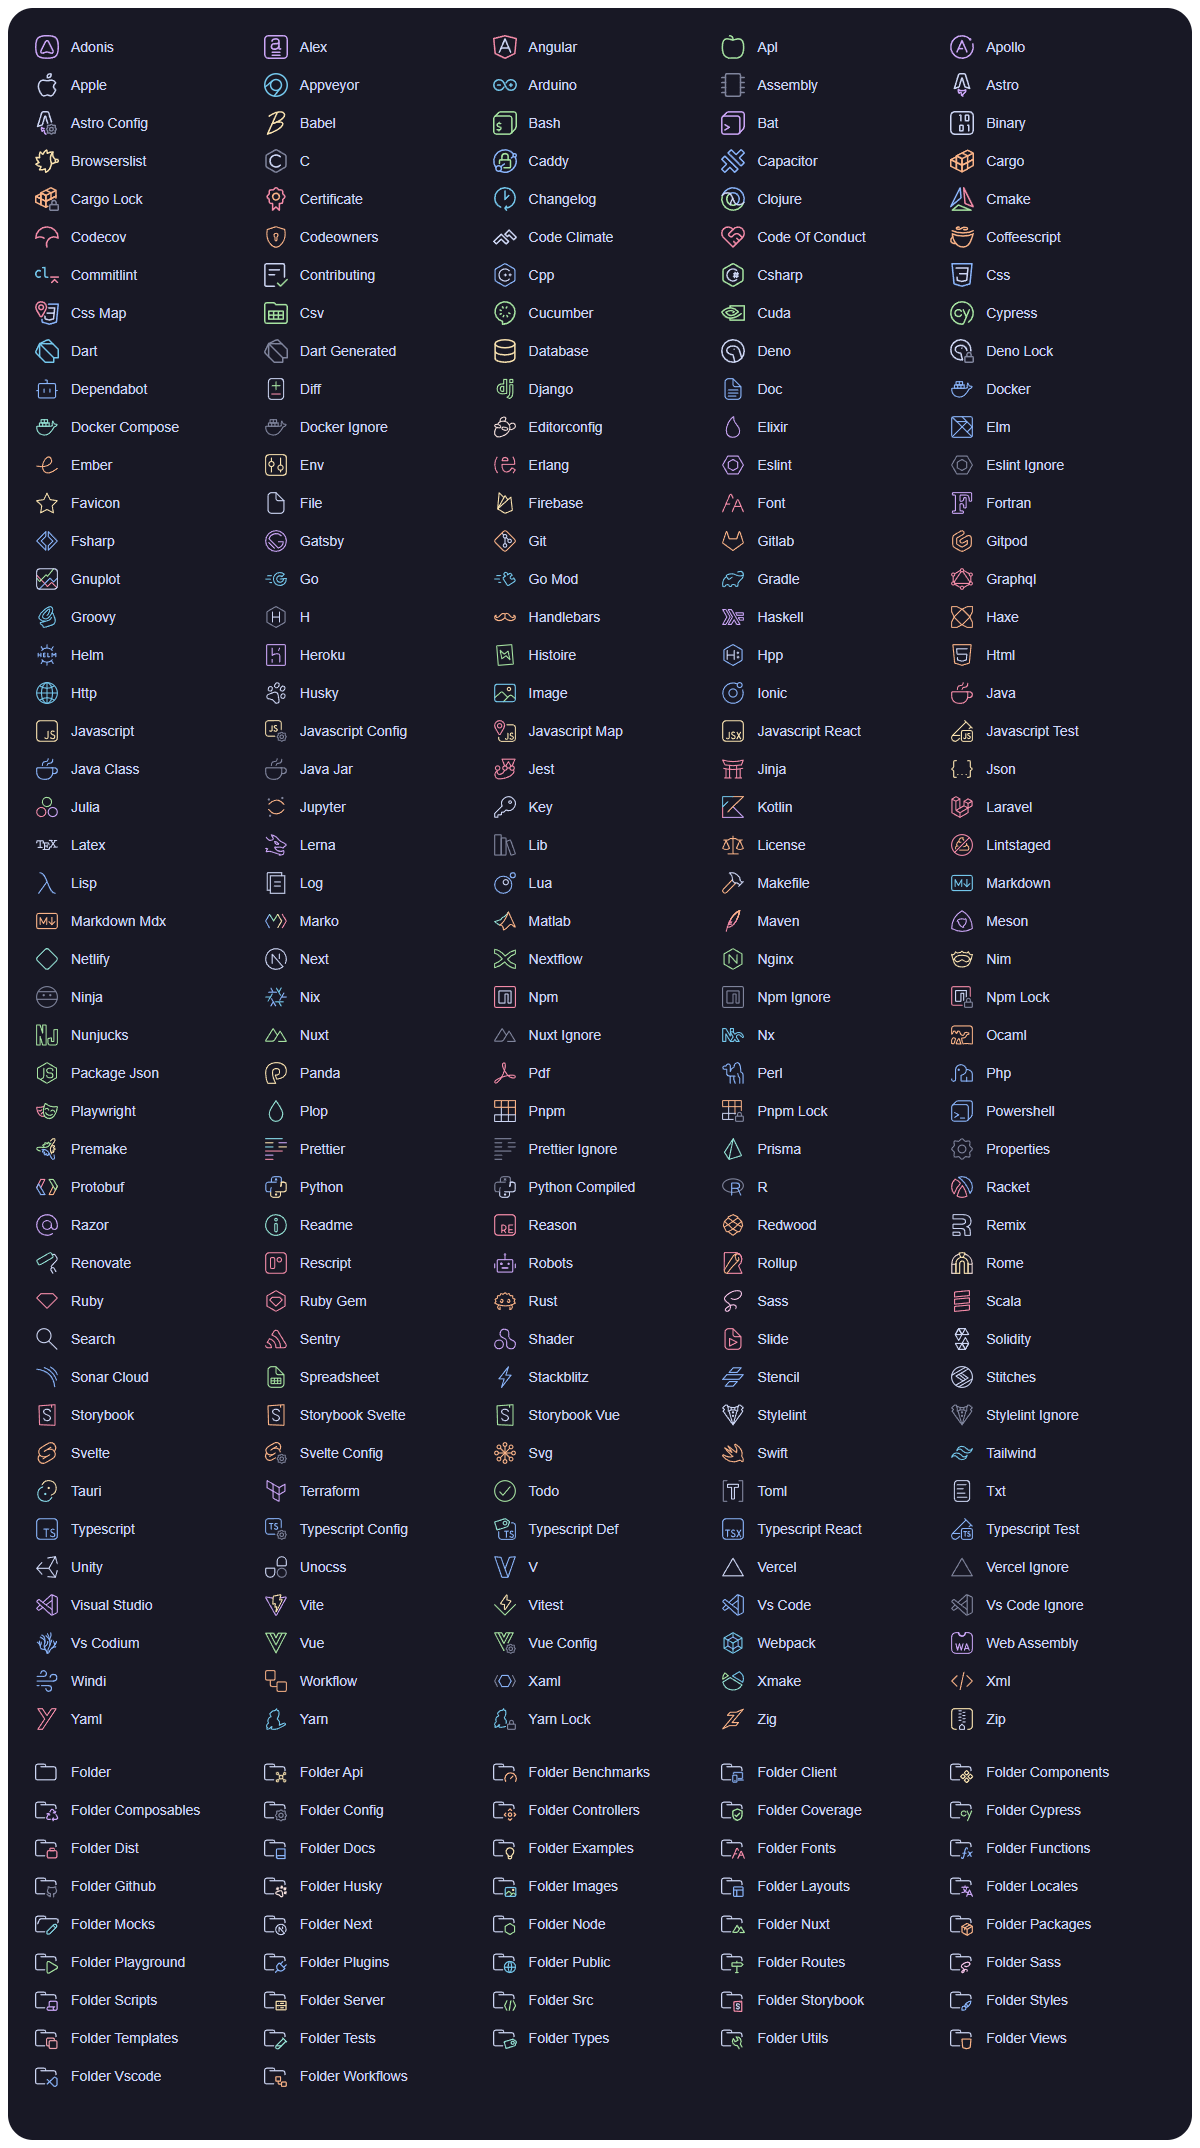 Adonis Alex Angular Apl Apollo
Apple Appveyor Arduino Assembly Astro
Astro Config Babel Bash Bat Binary
Browserslist C Caddy Capacitor Cargo
Cargo Lock Certificate Changelog Clojure Cmake
Codecov Codeowners Code Climate Code Of Conduct Coffeescript
Commitlint Contributing Cpp Csharp Css
Css Map Csv Cucumber Cuda Cypress
Dart Dart Generated Database Deno Deno Lock
Dependabot Diff Django Doc Docker
Docker Compose Docker Ignore Editorconfig Elixir Elm
Ember Env Erlang Eslint Eslint Ignore
Favicon File Firebase Font Fortran
Fsharp Gatsby Git Gitlab Gitpod
Gnuplot Go Go Mod Gradle Graphql
Groovy H Handlebars Haskell Haxe
Helm Heroku Histoire Hpp Html
Http Husky Image Ionic Java
Javascript Javascript Config Javascript Map Javascript React Javascript Test
Java Class Java Jar Jest Jinja Json
Julia Jupyter Key Kotlin Laravel
Latex Lerna Lib License Lintstaged
Lisp Log Lua Makefile Markdown
Markdown Mdx Marko Matlab Maven Meson
Netlify Next Nextflow Nginx Nim
Ninja Nix Npm Npm Ignore Npm Lock
Nunjucks Nuxt Nuxt Ignore Nx Ocaml
Package Json Panda Pdf Perl Php
Playwright Plop Pnpm Pnpm Lock Powershell
Premake Prettier Prettier Ignore Prisma Properties
Protobuf Python Python Compiled R Racket
Razor Readme Reason Redwood Remix
Renovate Rescript Robots Rollup Rome
Ruby Ruby Gem Rust Sass Scala
Search Sentry Shader Slide Solidity
Sonar Cloud Spreadsheet Stackblitz Stencil Stitches
Storybook Storybook Svelte Storybook Vue Stylelint Stylelint Ignore
Svelte Svelte Config Svg Swift Tailwind
Tauri Terraform Todo Toml Txt
Typescript Typescript Config Typescript Def Typescript React Typescript Test
Unity Unocss V Vercel Vercel Ignore
Visual Studio Vite Vitest Vs Code Vs Code Ignore
Vs Codium Vue Vue Config Webpack Web Assembly
Windi Workflow Xaml Xmake Xml
Yaml Yarn Yarn Lock Zig Zip
Folder Folder Api Folder Benchmarks Folder Client Folder Components
Folder Composables Folder Config Folder Controllers Folder Coverage Folder Cypress
Folder Dist Folder Docs Folder Examples Folder Fonts Folder Functions
Folder Github Folder Husky Folder Images Folder Layouts Folder Locales
Folder Mocks Folder Next Folder Node Folder Nuxt Folder Packages
Folder Playground Folder Plugins Folder Public Folder Routes Folder Sass
Folder Scripts Folder Server Folder Src Folder Storybook Folder Styles
Folder Templates Folder Tests Folder Types Folder Utils Folder Views
Folder Vscode Folder Workflows